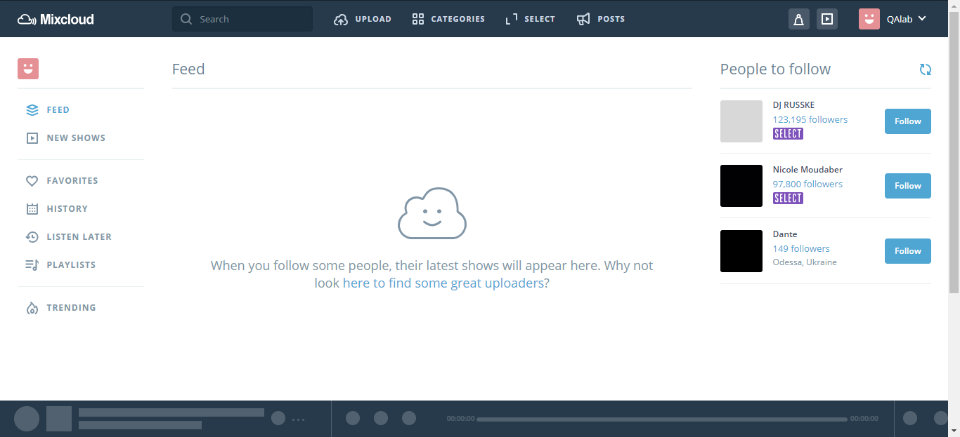 Mixcloud
Search
UPLOAD
CATEGORIES
SELECT
POSTS
QAlab
FEED
NEW SHOWS
FAVORITES
HISTORY
LISTEN LATER
PLAYLISTS
TRENDING
Feed
When you follow some people, their latest shows will appear here. Why not
look here to find some great uploaders?
People to follow
DJ RUSSKE
123,195 followers
SELECT
Follow
Nicole Moudaber
97,800 followers
SELECT
Follow
Dante
149 followers
Odessa, Ukraine
Follow
00:00:00
00:00:00